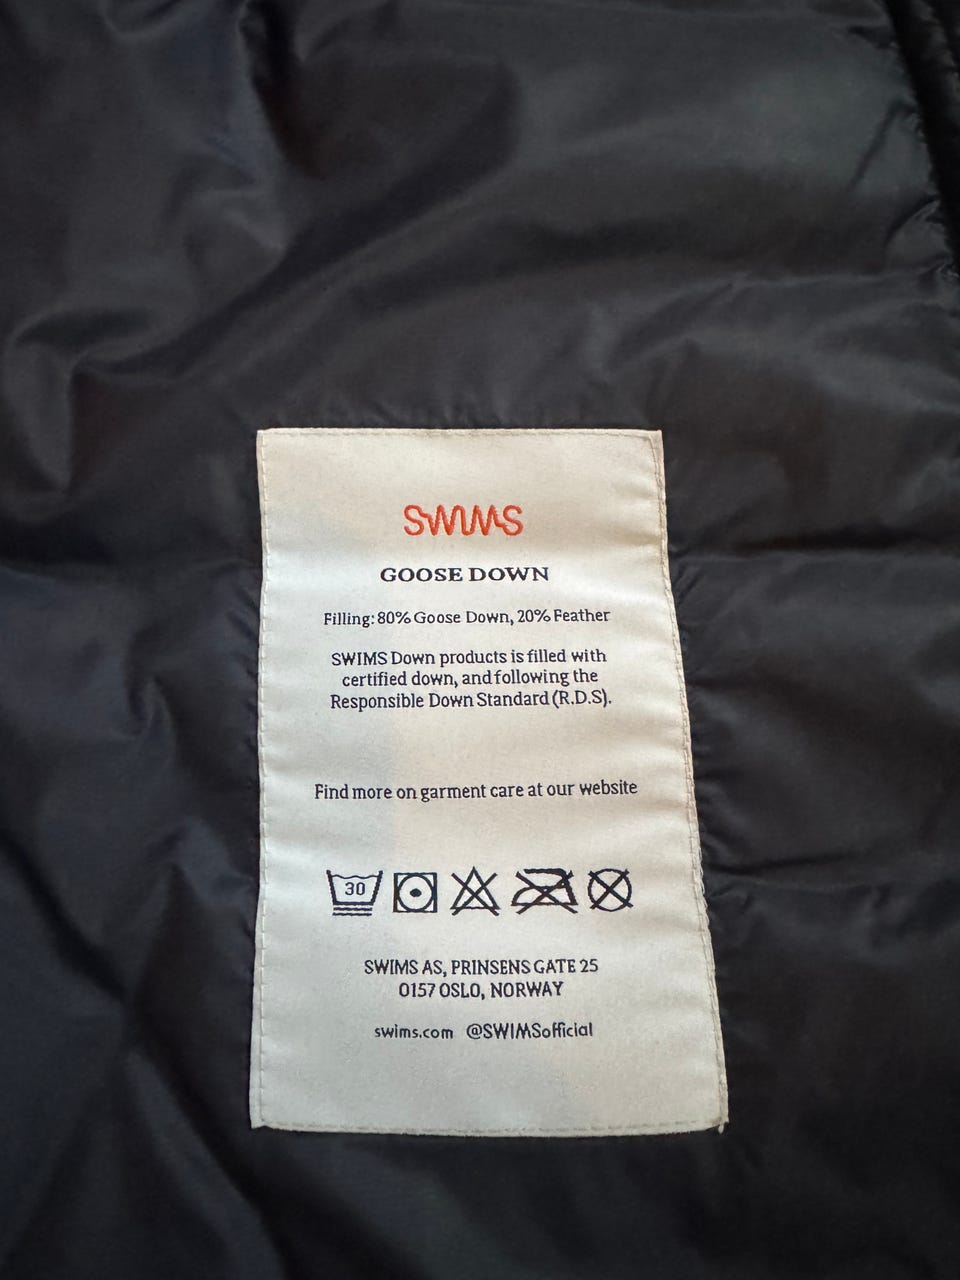 SWIMS
GOOSE DOWN
Filling: 80% Goose Down, 20% Feather
SWIMS Down products is filled with
certified down, and following the
Responsible Down Standard (R.D.S).
Find more on garment care at our website
30
SWIMS AS, PRINSENS GATE 25
0157 OSLO, NORWAY
swims.com @SWIMSofficial